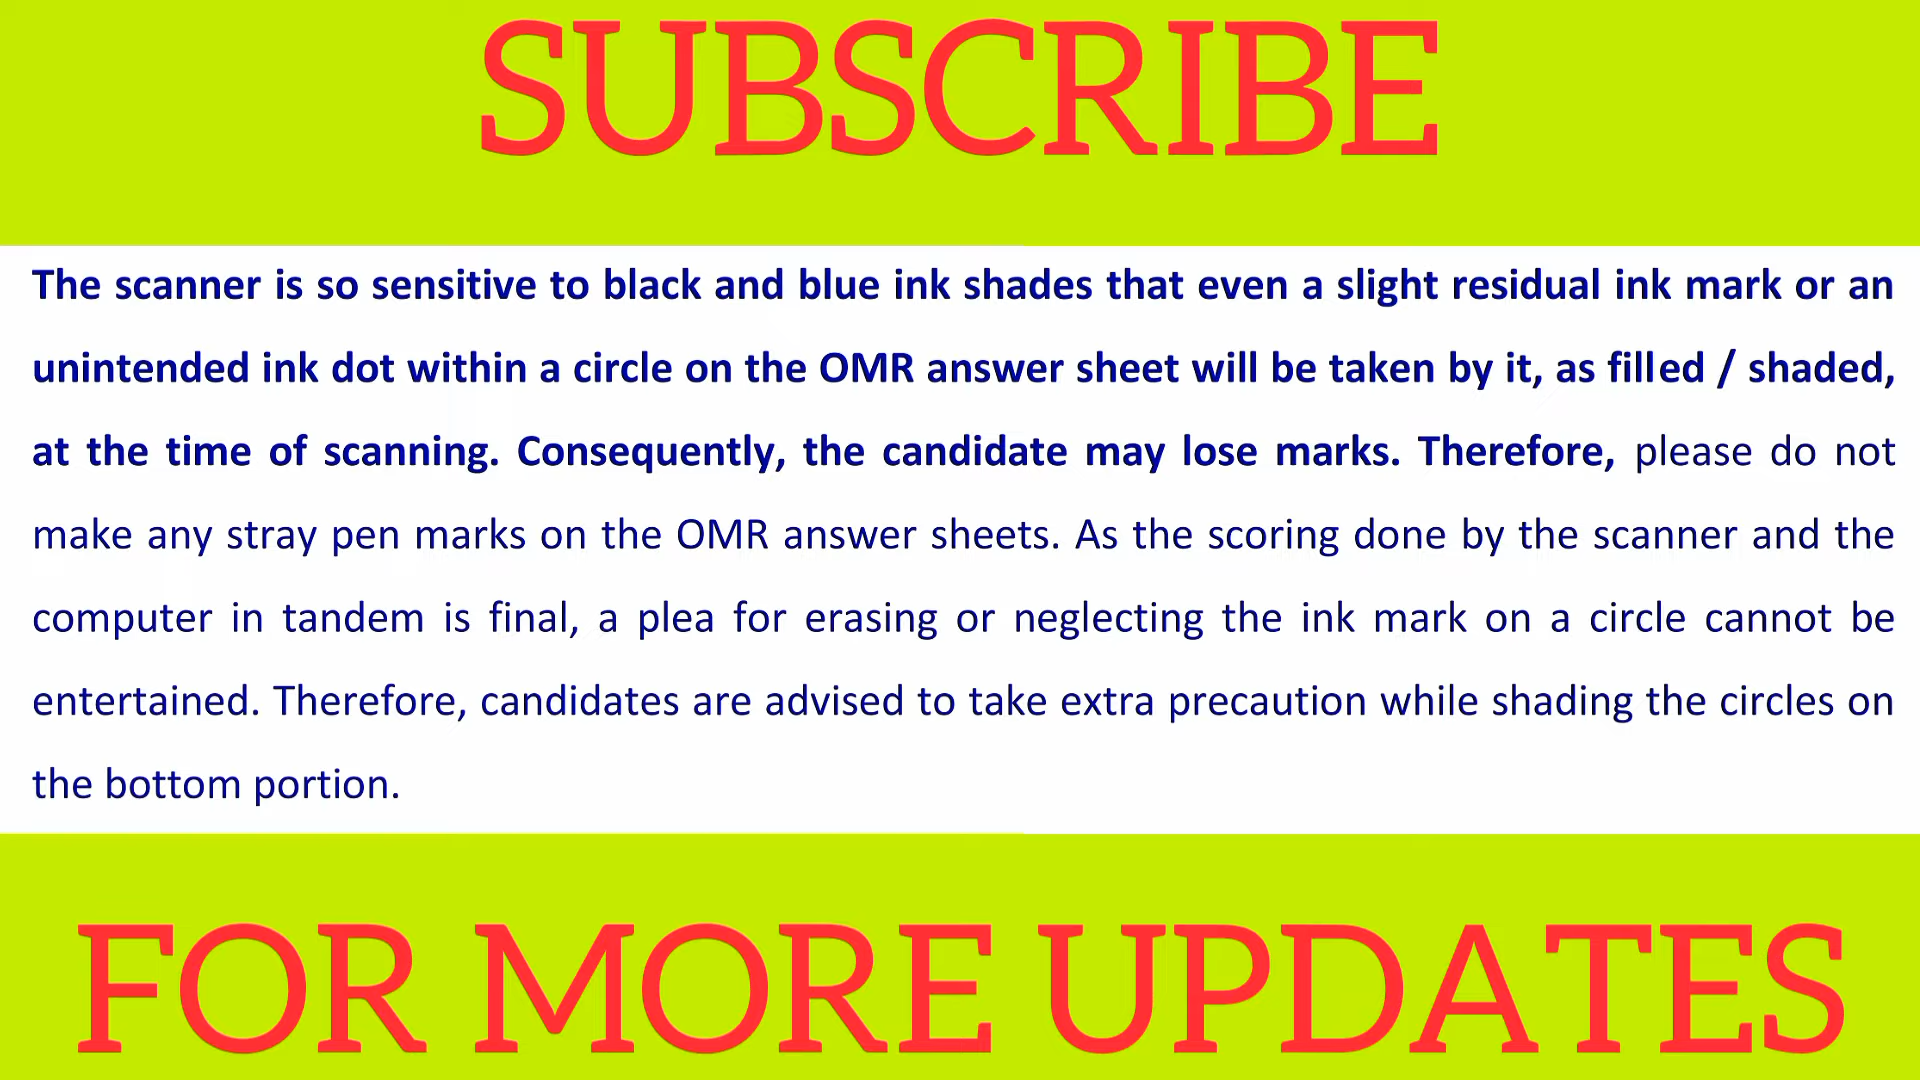 SUBSCRIBE
The scanner is so sensitive to black and blue ink shades that even a slight residual ink mark or an
unintended ink dot within a circle on the OMR answer sheet will be taken by it, as filled / shaded,
at the time of scanning. Consequently, the candidate may lose marks. Therefore, please do not
make any stray pen marks on the OMR answer sheets. As the scoring done by the scanner and the
computer in tandem is final, a plea for erasing or neglecting the ink mark on a circle cannot be
entertained. Therefore, candidates are advised to take extra precaution while shading the circles on
the bottom portion.
FOR MORE UPDATES